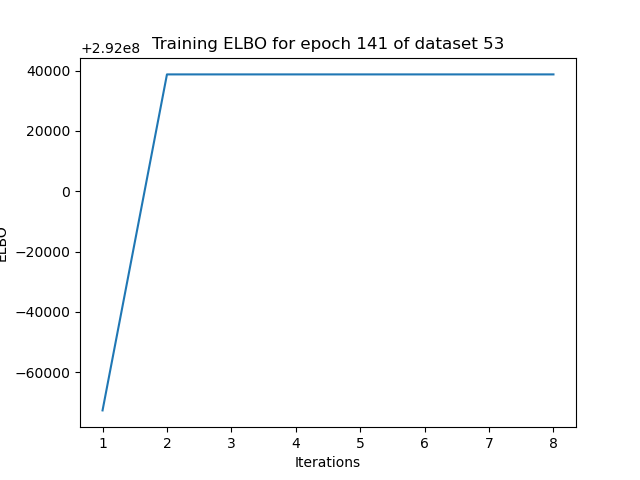 Training ELBO for epoch 141 of dataset 53
+2.92e8
40000
20000
0
−20000
−40000
−60000
ELBO
1 2 3 4 5 6 7 8
Iterations